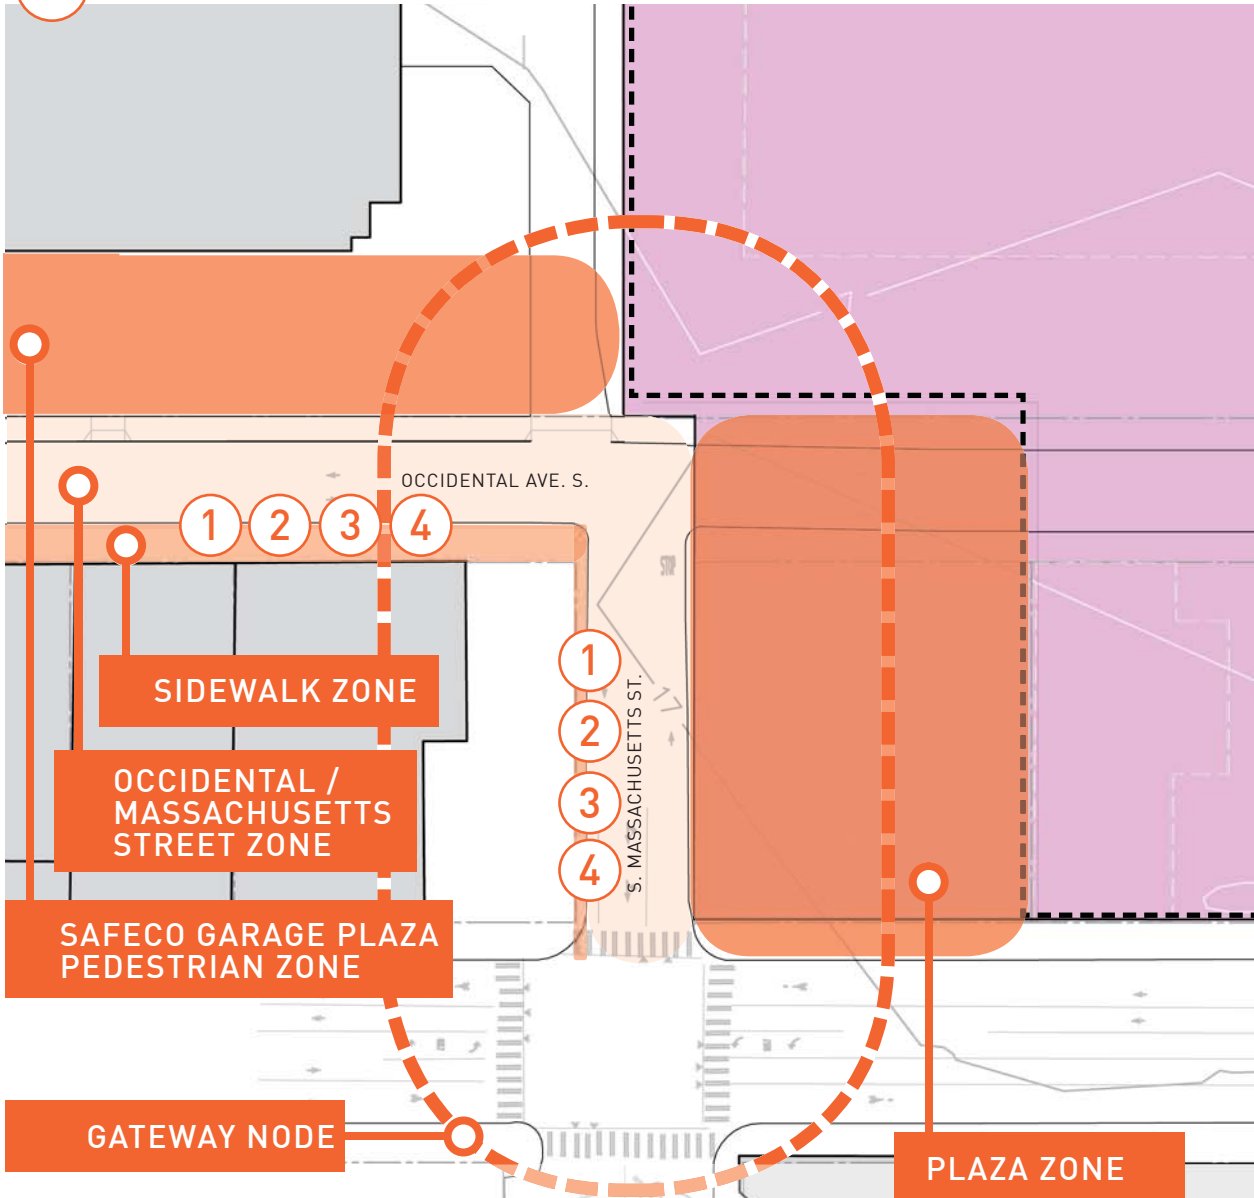 OCCIDENTAL AVE. S.
1 2 3 4
STOP
1
2
3
4
S. MASSACHUSETTS ST.
17
SIDEWALK ZONE
OCCIDENTAL /
MASSACHUSETTS
STREET ZONE
SAFECO GARAGE PLAZA
PEDESTRIAN ZONE
GATEWAY NODE
PLAZA ZONE